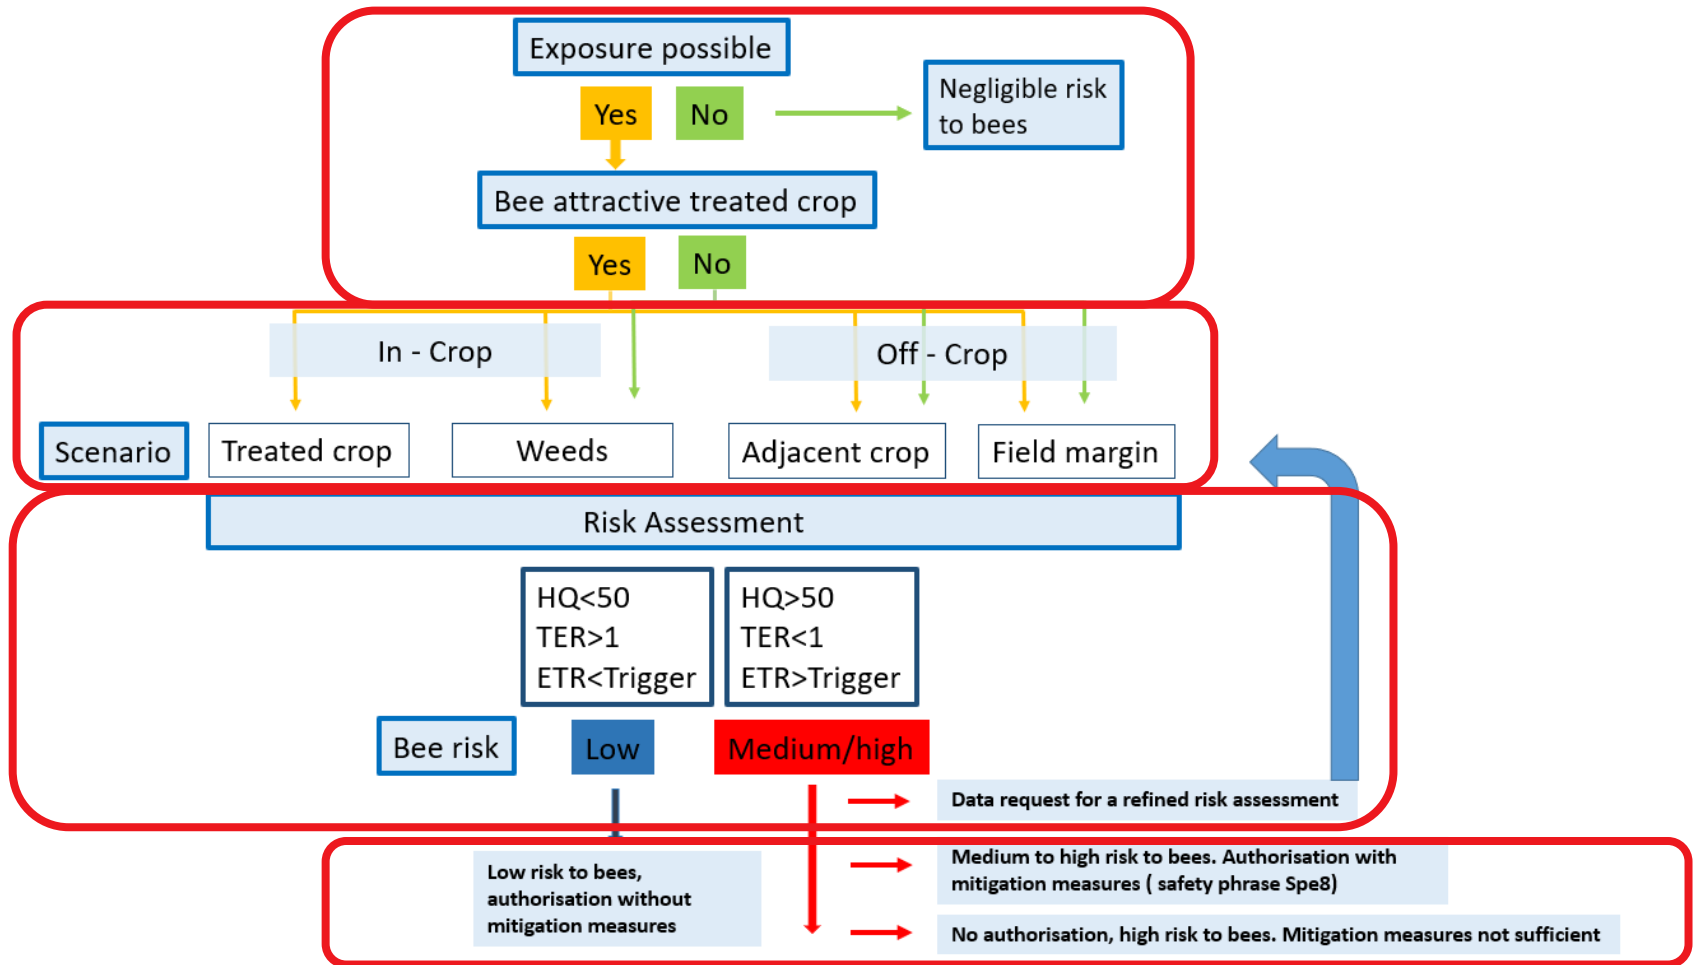 Exposure possible
Yes
No
Negligible risk
to bees
Bee attractive treated crop
Yes
No
In - Crop
Off - Crop
Scenario
Treated crop
Weeds
Adjacent crop
Field margin
Risk Assessment
HQ<50
TER>1
ETR<Trigger
HQ>50
TER<1
ETR>Trigger
Bee risk
Low
Medium/high
Data request for a refined risk assessment
Low risk to bees,
authorisation without
mitigation measures
Medium to high risk to bees. Authorisation with
mitigation measures ( safety phrase Spe8)
No authorisation, high risk to bees. Mitigation measures not sufficient